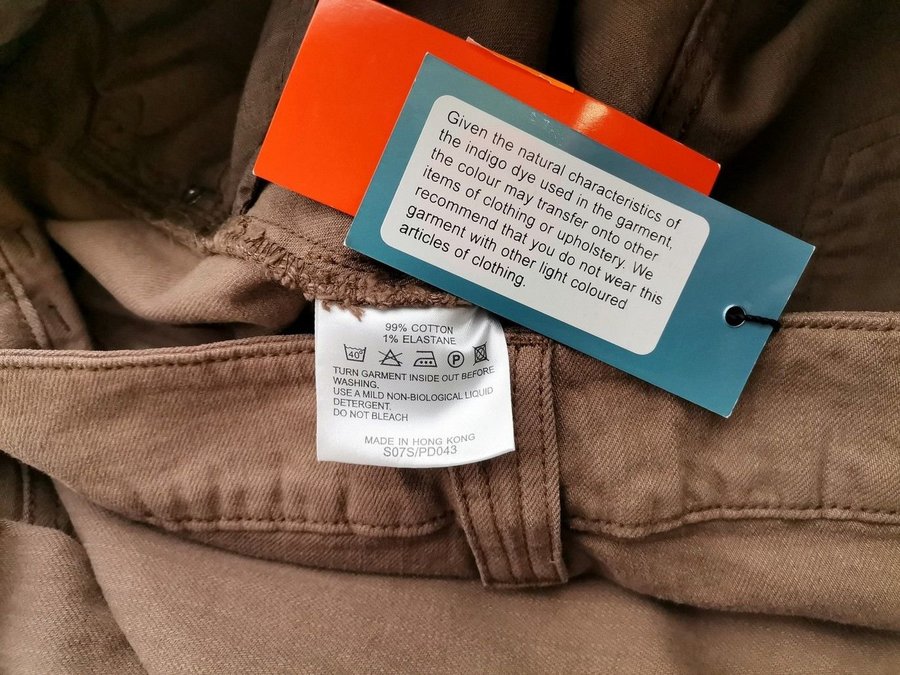 Given the natural characteristics of
the indigo dye used in the garment,
the colour may transfer onto other
items of clothing or upholstery. We
recommend that you do not wear this
garment with other light coloured
articles of clothing.
99% COTTON
1% ELASTANE
40°
P
TURN GARMENT INSIDE OUT BEFORE
WASHING.
USE A MILD NON-BIOLOGICAL LIQUID
DETERGENT.
DO NOT BLEACH
MADE IN HONG KONG
S07S/PD043